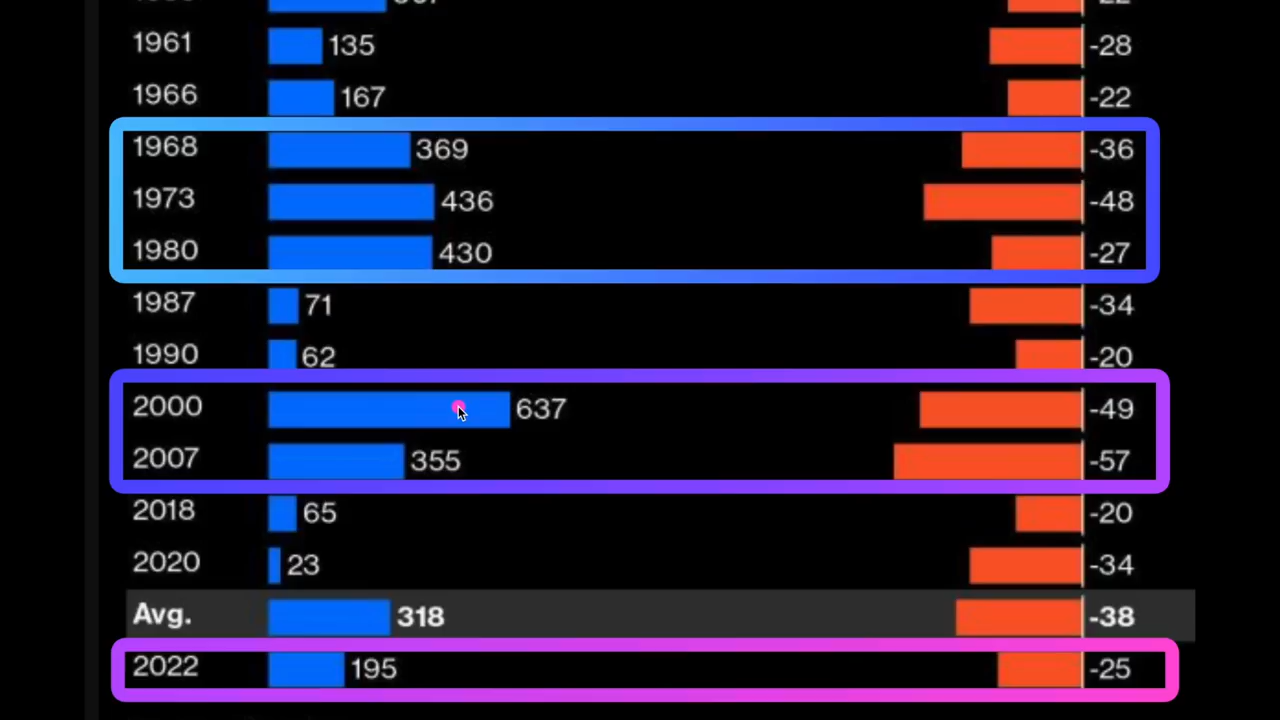 1961 135 -28
1966 167 -22
1968 369 -36
1973 436 -48
1980 430 -27
1987 71 -34
1990 62 -20
2000 637 -49
2007 355 -57
2018 65 -20
2020 23 -34
Avg. 318 -38
2022 195 -25